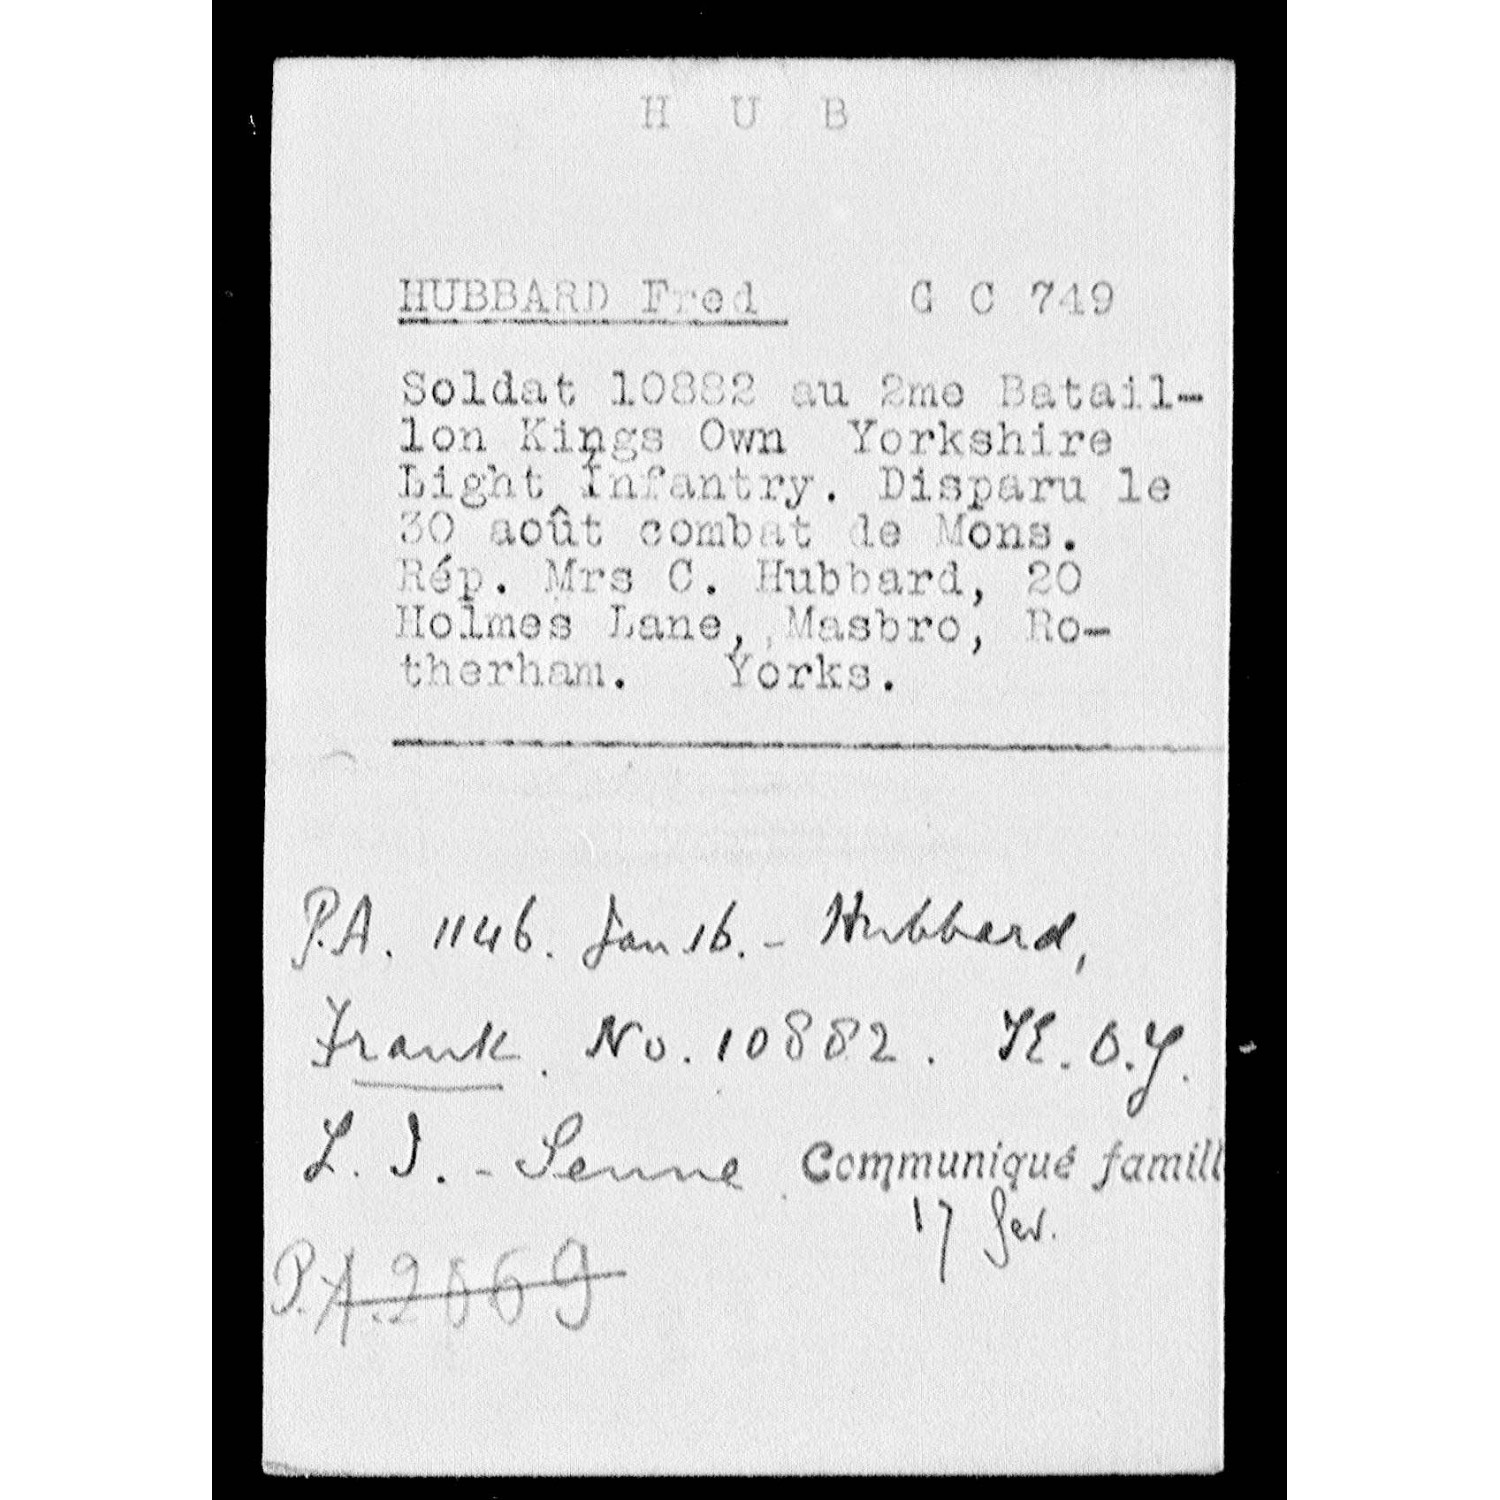 H U B
HUBBARD Fred G C 749
Soldat 10882 au 2me Batail-
lon Kings Own Yorkshire
Light Infantry. Disparu le
30 août combat de Mons.
Rép. Mrs C. Hubbard, 20
Holmes Lane, Masbro, Ro-
therham. Yorks.
P.A. 1146. Jan 16. - Hubbard,
Frank. No. 10882. K.O.Y.
L. I. - Senne Communiqué famill
17 Jev.
P.A. 2669